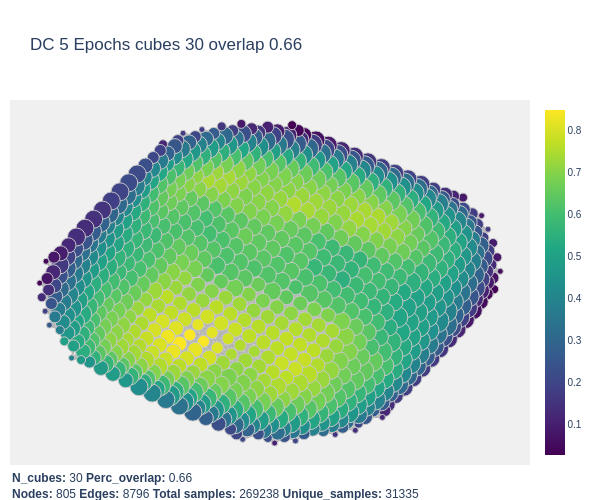 DC 5 Epochs cubes 30 overlap 0.66
0.8
0.7
0.6
0.5
0.4
0.3
0.2
0.1
N_cubes: 30 Perc_overlap: 0.66
Nodes: 805 Edges: 8796 Total samples: 269238 Unique_samples: 31335